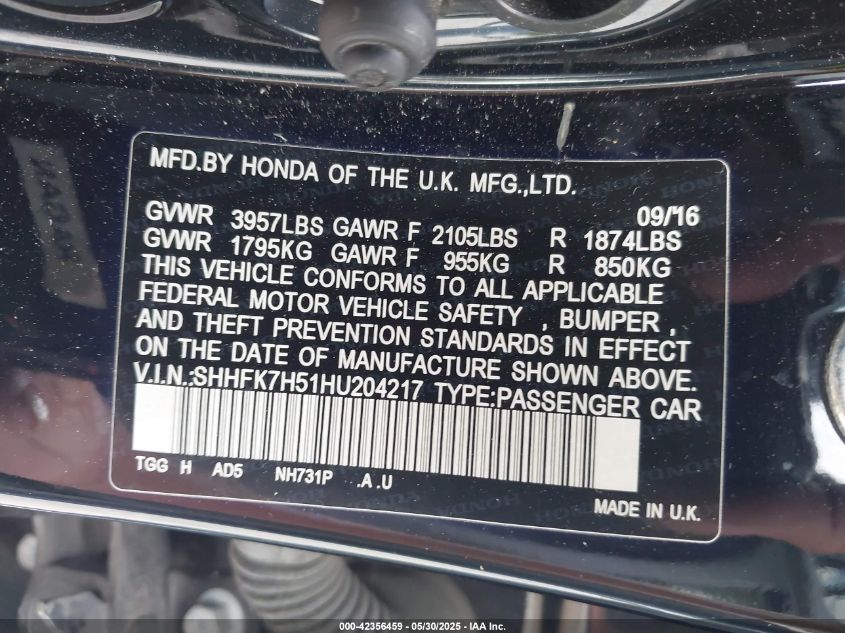 MFD.BY HONDA OF THE U.K. MFG.,LTD.
09/16
GVWR 3957LBS GAWR F 2105LBS R 1874LBS
GVWR 1795KG GAWR F 955KG R 850KG
THIS VEHICLE CONFORMS TO ALL APPLICABLE
FEDERAL MOTOR VEHICLE SAFETY , BUMPER ,
AND THEFT PREVENTION STANDARDS IN EFFECT
ON THE DATE OF MANUFACTURE SHOWN ABOVE.
V.I.N.:SHHFK7H51HU204217 TYPE:PASSENGER CAR
TGG H AD5 NH731P .A .U
MADE IN U.K.
000-42356459 - 05/30/2025 - IAA Inc.